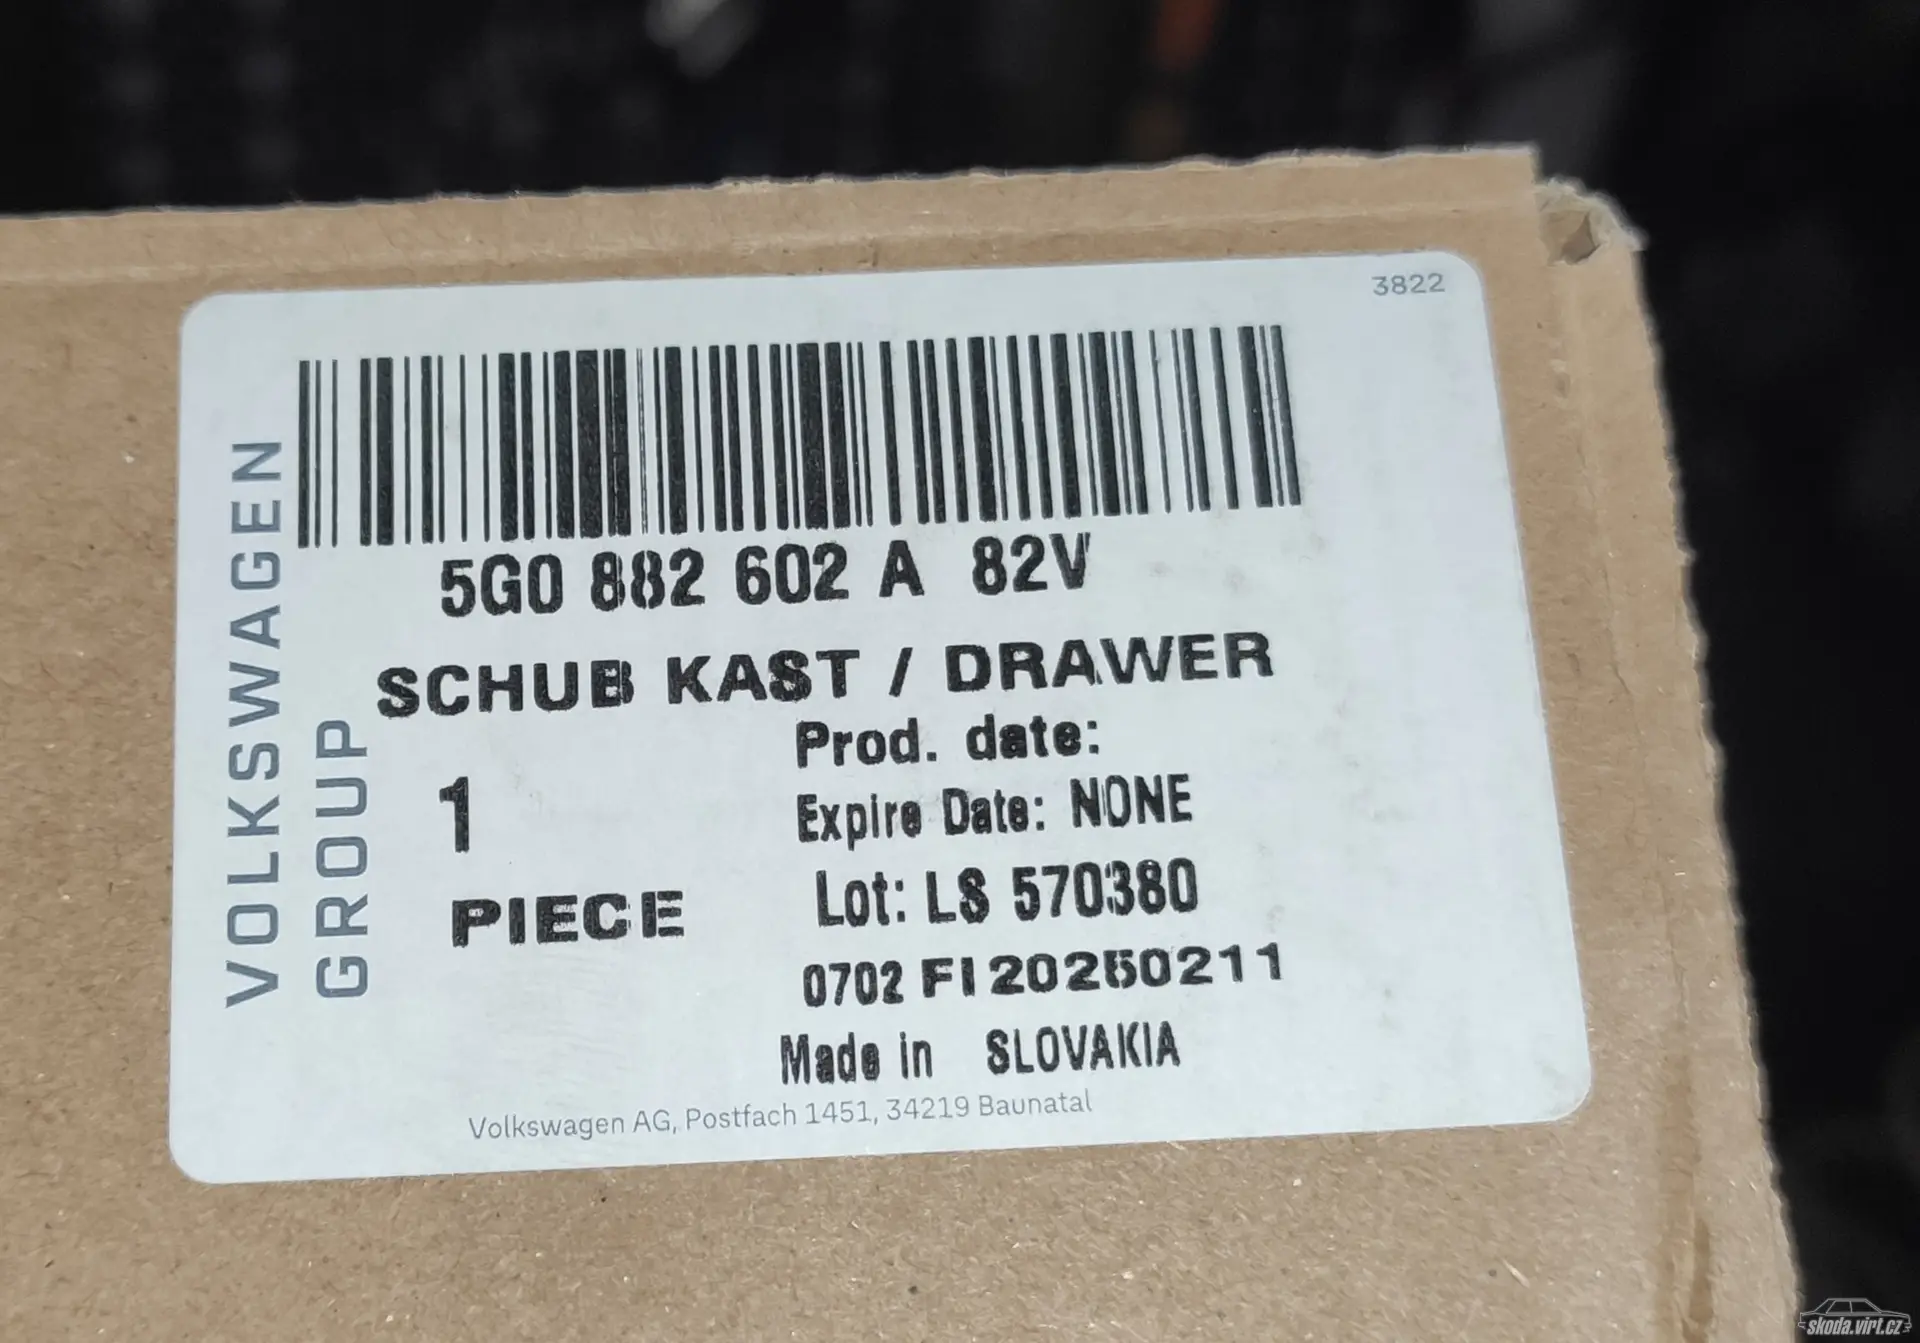 3822
VOLKSWAGEN
GROUP
5G0 882 602 A 82V
SCHUB KAST / DRAWER
1
PIECE
Prod. date:
Expire Date: NONE
Lot: LS 570380
0702 FI 20250211
Made in SLOVAKIA
Volkswagen AG, Postfach 1451, 34219 Baunatal
skoda.virt.cz